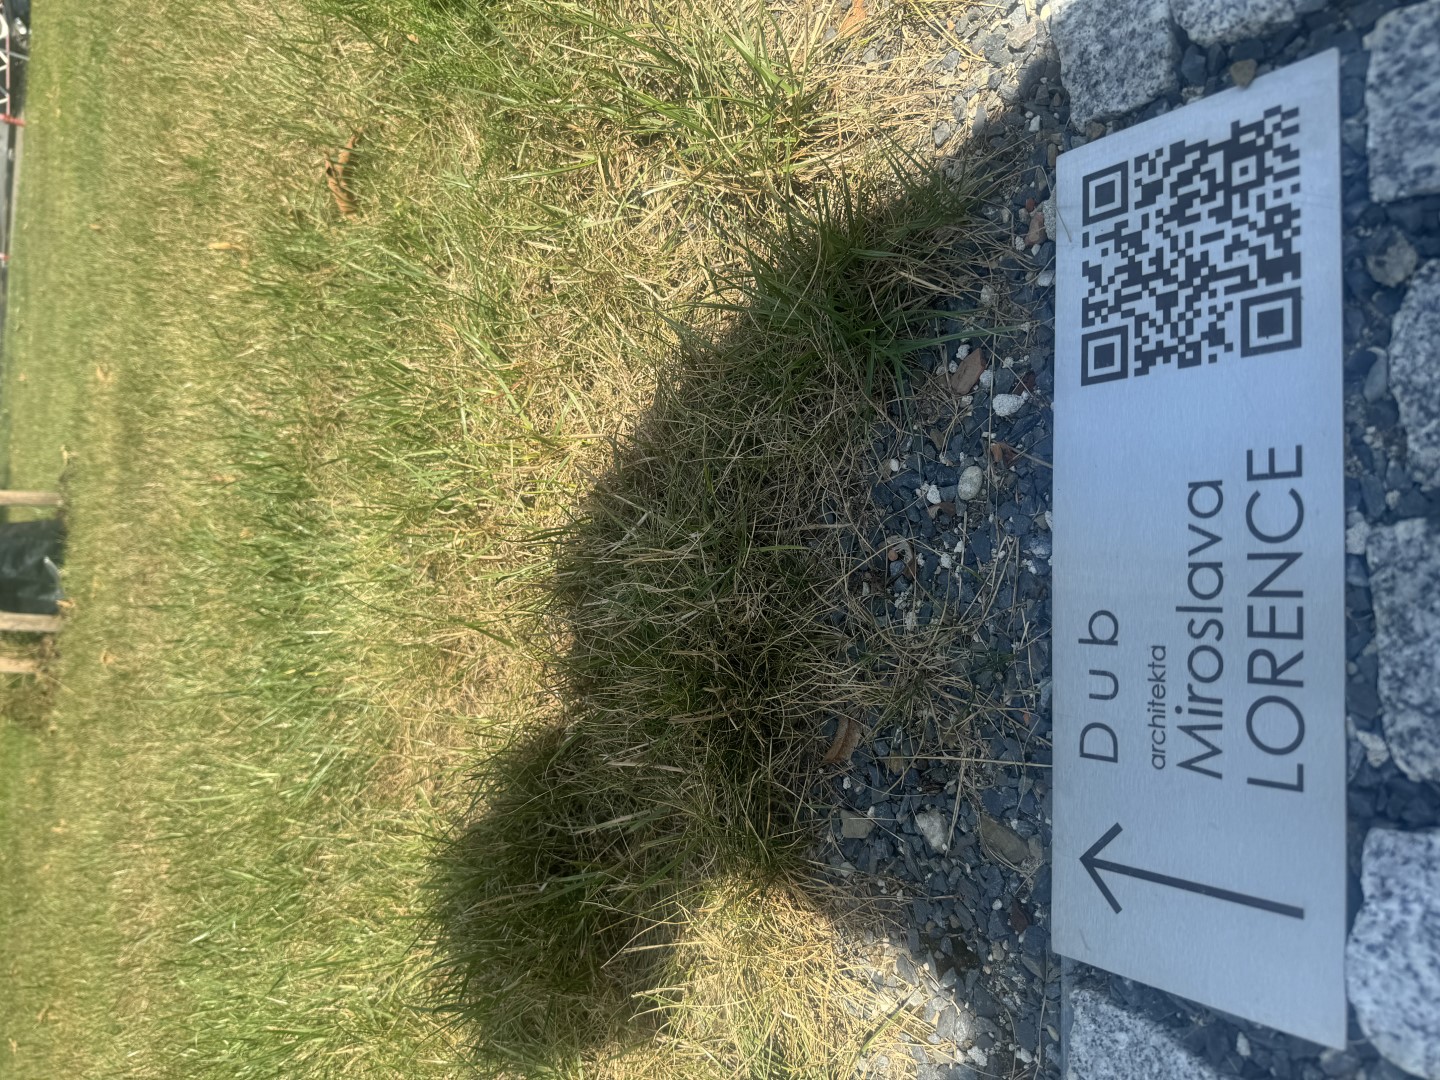 Dub
architekta
Miroslava
LORENCE